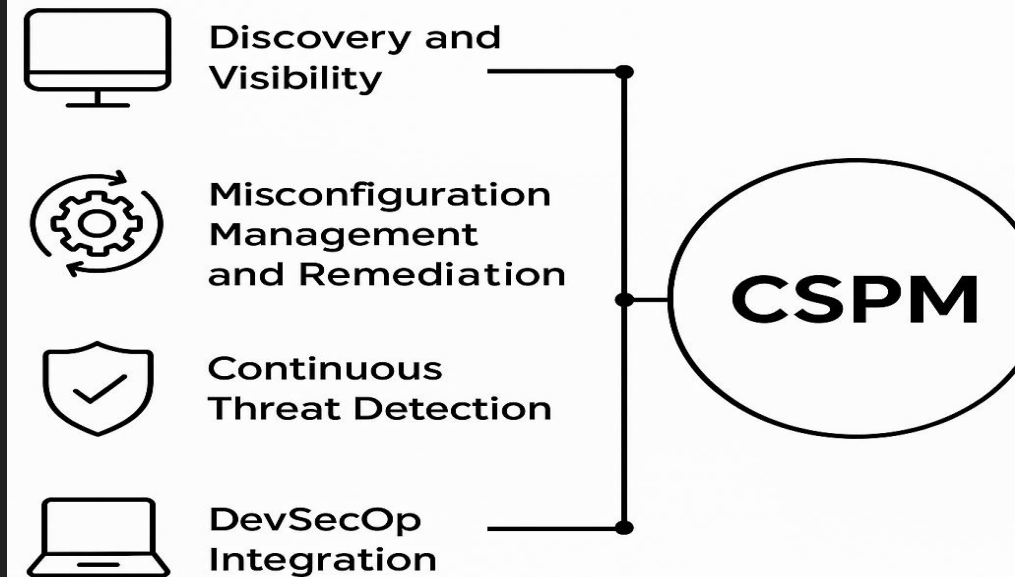 Discovery and
Visibility
Misconfiguration
Management
and Remediation
Continuous
Threat Detection
DevSecOp
Integration
CSPM